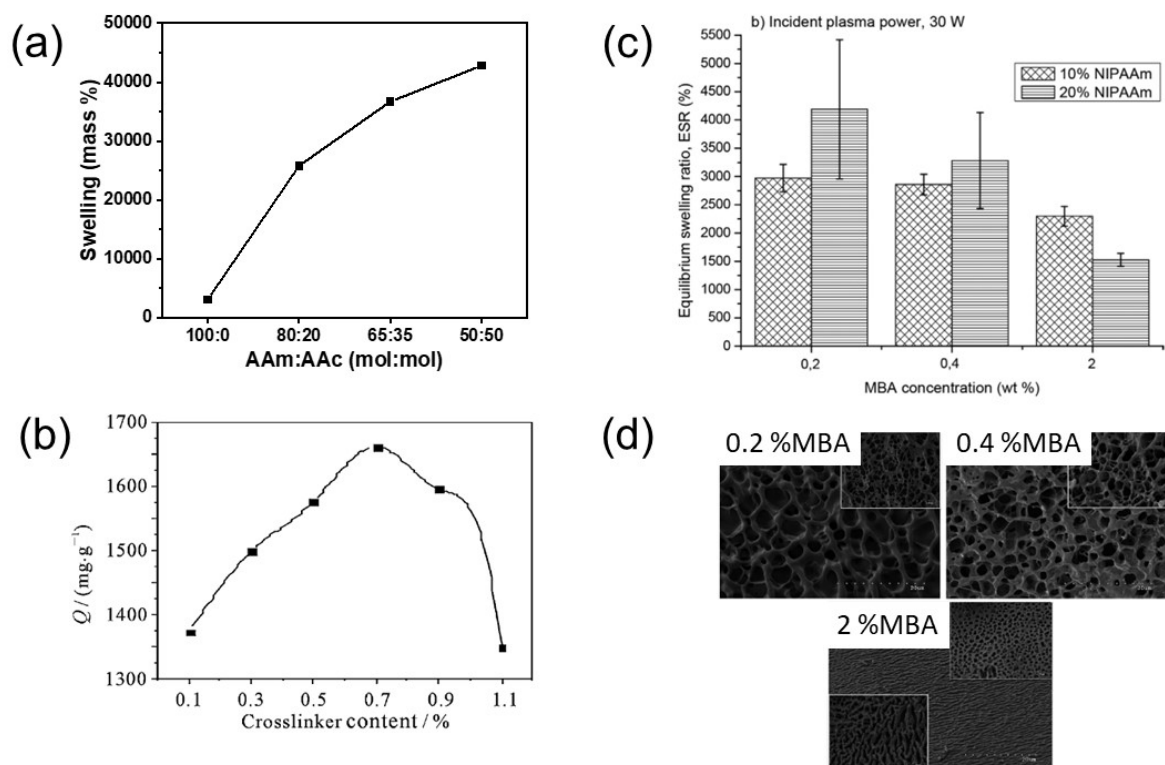 (a)
50000
40000
30000
20000
10000
0
Swelling (mass %)
100:0 80:20 65:35 50:50
AAm:AAc (mol:mol)
(c)
b) Incident plasma power, 30 W
5500
5000
4500
4000
3500
3000
2500
2000
1500
1000
500
0
Equilibrium swelling ratio, ESR (%)
10% NIPAAm
20% NIPAAm
0,2 0,4 2
MBA concentration (wt %)
(b)
1700
1600
1500
1400
1300
Q / (mg·g⁻¹)
0.1 0.3 0.5 0.7 0.9 1.1
Crosslinker content / %
(d)
0.2 %MBA
0.4 %MBA
2 %MBA